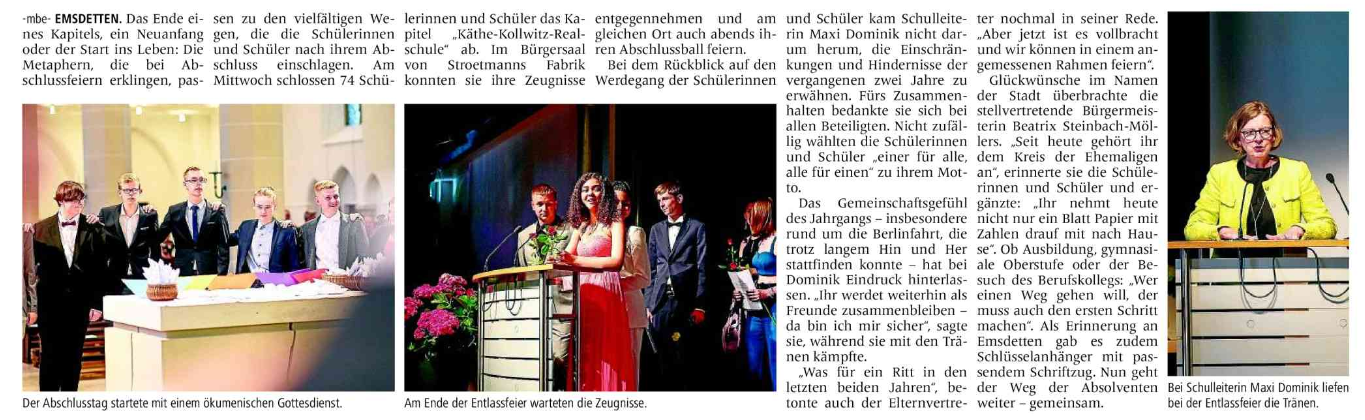 -mbe- EMSDETTEN. Das Ende ei-
nes Kapitels, ein Neuanfang
oder der Start ins Leben: Die
Metaphern, die bei Ab-
schlussfeiern erklingen, pas-
sen zu den vielfältigen We-
gen, die die Schülerinnen
und Schüler nach ihrem Ab-
schluss einschlagen. Am
Mittwoch schlossen 74 Schü-
lerinnen und Schüler das Ka-
pitel „Käthe-Kollwitz-Real-
schule“ ab. Im Bürgersaal
von Stroetmanns Fabrik
konnten sie ihre Zeugnisse
entgegennehmen und am
gleichen Ort auch abends ih-
ren Abschlussball feiern.
Bei dem Rückblick auf den
Werdegang der Schülerinnen
und Schüler kam Schulleite-
rin Maxi Dominik nicht dar-
um herum, die Einschrän-
kungen und Hindernisse der
vergangenen zwei Jahre zu
erwähnen. Fürs Zusammen-
halten bedankte sie sich bei
allen Beteiligten. Nicht zufäl-
lig wählten die Schülerinnen
und Schüler „einer für alle,
alle für einen“ zu ihrem Mot-
to.
Das Gemeinschaftsgefühl
des Jahrgangs – insbesondere
rund um die Berlinfahrt, die
trotz langem Hin und Her
stattfinden konnte – hat bei
Dominik Eindruck hinterlas-
sen. „Ihr werdet weiterhin als
Freunde zusammenbleiben –
da bin ich mir sicher“, sagte
sie, während sie mit den Trä-
nen kämpfte.
„Was für ein Ritt in den
letzten beiden Jahren“, be-
tonte auch der Elternvertre-
ter nochmal in seiner Rede.
„Aber jetzt ist es vollbracht
und wir können in einem an-
gemessenen Rahmen feiern“.
Glückwünsche im Namen
der Stadt überbrachte die
stellvertretende Bürgermeis-
terin Beatrix Steinbach-Möl-
lers. „Seit heute gehört ihr
dem Kreis der Ehemaligen
an“, erinnerte sie die Schüle-
rinnen und Schüler und er-
gänzte: „Ihr nehmt heute
nicht nur ein Blatt Papier mit
Zahlen drauf mit nach Hau-
se“. Ob Ausbildung, gymnasi-
ale Oberstufe oder der Be-
such des Berufskollegs: „Wer
einen Weg gehen will, der
muss auch den ersten Schritt
machen“. Als Erinnerung an
Emsdetten gab es zudem
Schlüsselanhänger mit pas-
sendem Schriftzug. Nun geht
der Weg der Absolventen
weiter – gemeinsam.
Der Abschlusstag startete mit einem ökumenischen Gottesdienst.
Am Ende der Entlassfeier warteten die Zeugnisse.
Bei Schulleiterin Maxi Dominik liefen
bei der Entlassfeier die Tränen.